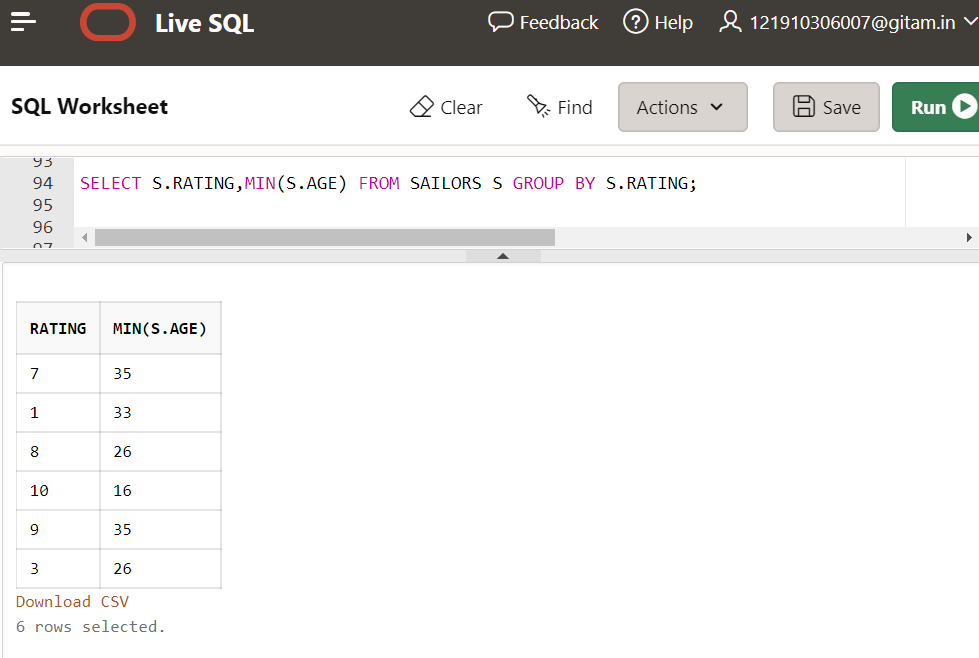 Live SQL Feedback Help 121910306007@gitam.in
SQL Worksheet Clear Find Actions Save Run
93
94 SELECT S.RATING,MIN(S.AGE) FROM SAILORS S GROUP BY S.RATING;
95
96
97
RATING MIN(S.AGE)
7 35
1 33
8 26
10 16
9 35
3 26
Download CSV
6 rows selected.